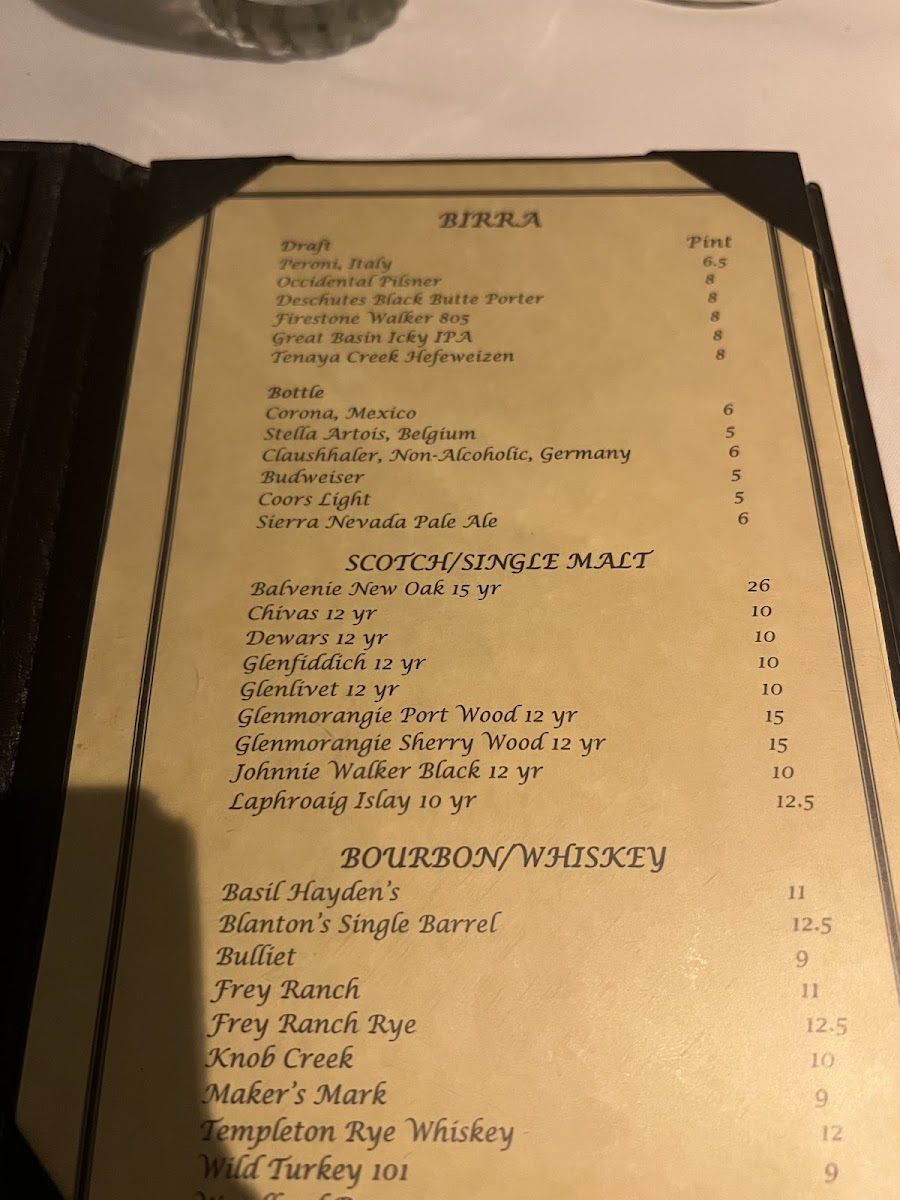 BIRRA
Draft Pint
Peroni, Italy 6.5
Occidental Pilsner 8
Deschutes Black Butte Porter 8
Firestone Walker 805 8
Great Basin Icky IPA 8
Tenaya Creek Hefeweizen 8
Bottle
Corona, Mexico 6
Stella Artois, Belgium 5
Claushhaler, Non-Alcoholic, Germany 6
Budweiser 5
Coors Light 5
Sierra Nevada Pale Ale 6
SCOTCH/SINGLE MALT
Balvenie New Oak 15 yr 26
Chivas 12 yr 10
Dewars 12 yr 10
Glenfiddich 12 yr 10
Glenlivet 12 yr 10
Glenmorangie Port Wood 12 yr 15
Glenmorangie Sherry Wood 12 yr 15
Johnnie Walker Black 12 yr 10
Laphroaig Islay 10 yr 12.5
BOURBON/WHISKEY
Basil Hayden's 11
Blanton's Single Barrel 12.5
Bulliet 9
Frey Ranch 11
Frey Ranch Rye 12.5
Knob Creek 10
Maker's Mark 9
Templeton Rye Whiskey 12
Wild Turkey 101 9